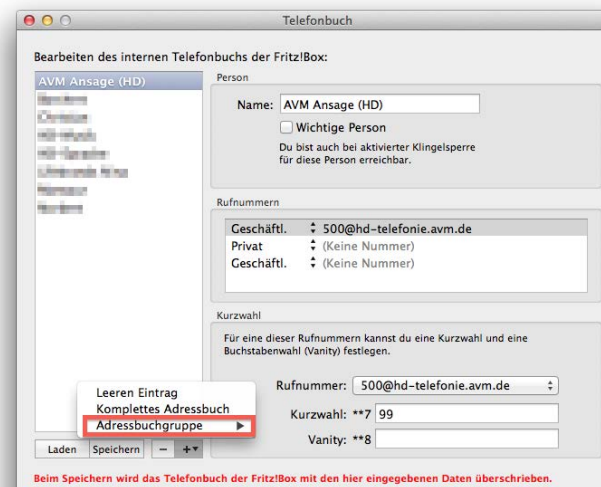 Telefonbuch
Bearbeiten des internen Telefonbuchs der Fritz!Box:
AVM Ansage (HD)
Person
Name: AVM Ansage (HD)
Wichtige Person
Du bist auch bei aktivierter Klingelsperre
für diese Person erreichbar.
Rufnummern
Geschäftl. 500@hd-telefonie.avm.de
Privat (Keine Nummer)
Geschäftl. (Keine Nummer)
Kurzwahl
Für eine dieser Rufnummern kannst du eine Kurzwahl und eine
Buchstabenwahl (Vanity) festlegen.
Rufnummer: 500@hd-telefonie.avm.de
Kurzwahl: **7 99
Vanity: **8
Leeren Eintrag
Komplettes Adressbuch
Adressbuchgruppe
Laden Speichern − +
Beim Speichern wird das Telefonbuch der Fritz!Box mit den hier eingegebenen Daten überschrieben.